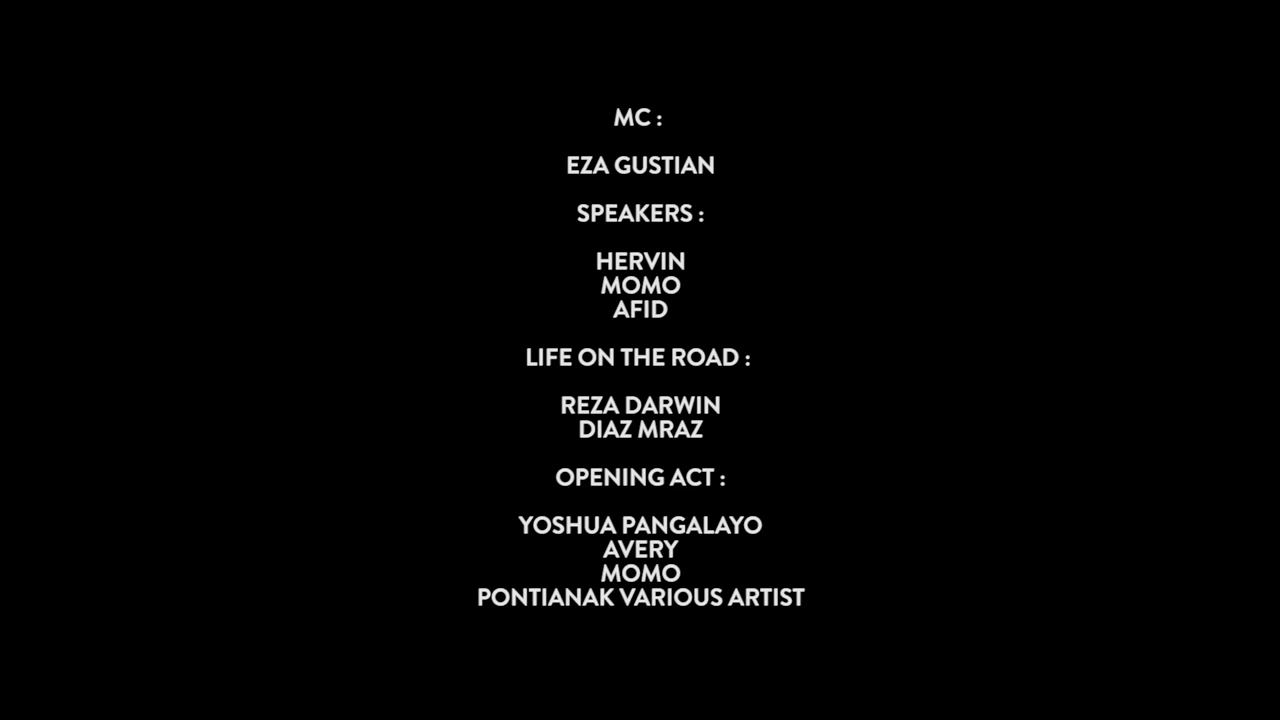 MC :
EZA GUSTIAN
SPEAKERS :
HERVIN
MOMO
AFID
LIFE ON THE ROAD :
REZA DARWIN
DIAZ MRAZ
OPENING ACT :
YOSHUA PANGALAYO
AVERY
MOMO
PONTIANAK VARIOUS ARTIST